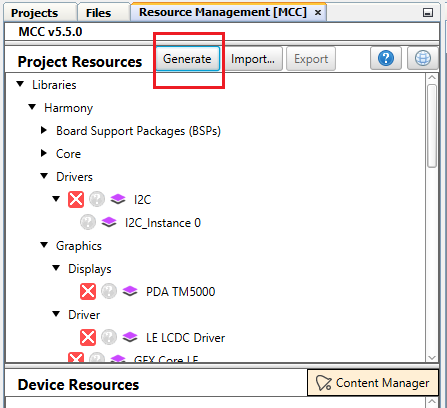 Projects Files Resource Management [MCC] ×
MCC v5.5.0
Project Resources Generate Import... Export ?
Libraries
Harmony
Board Support Packages (BSPs)
Core
Drivers
? I2C
? I2C_Instance 0
Graphics
Displays
? PDA TM5000
Driver
? LE LCDC Driver
? GFX Core LE
Device Resources Content Manager